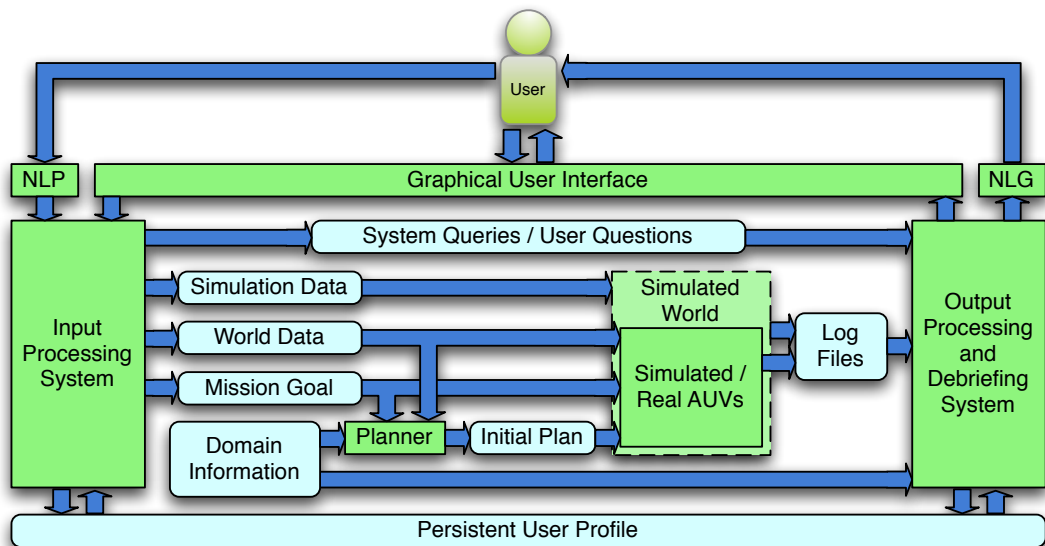 User
NLP
Graphical User Interface
NLG
System Queries / User Questions
Input
Processing
System
Simulation Data
World Data
Mission Goal
Domain
Information
Planner
Initial Plan
Simulated
World
Simulated /
Real AUVs
Log
Files
Output
Processing
and
Debriefing
System
Persistent User Profile